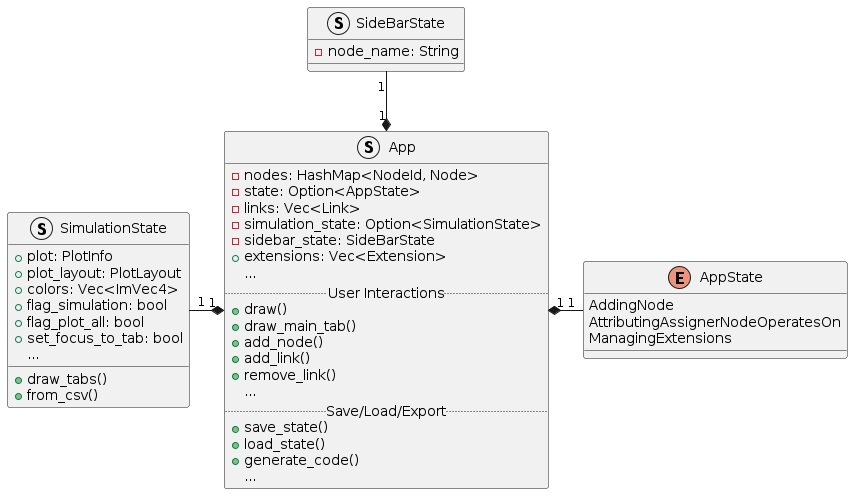 S SideBarState
node_name: String
1
1
S App
nodes: HashMap<NodeId, Node>
state: Option<AppState>
links: Vec<Link>
simulation_state: Option<SimulationState>
sidebar_state: SideBarState
extensions: Vec<Extension>
...
User Interactions
draw()
draw_main_tab()
add_node()
add_link()
remove_link()
...
Save/Load/Export
save_state()
load_state()
generate_code()
...
S SimulationState
plot: PlotInfo
plot_layout: PlotLayout
colors: Vec<ImVec4>
flag_simulation: bool
flag_plot_all: bool
set_focus_to_tab: bool
...
draw_tabs()
from_csv()
1 1
1 1
E AppState
AddingNode
AttributingAssignerNodeOperatesOn
ManagingExtensions